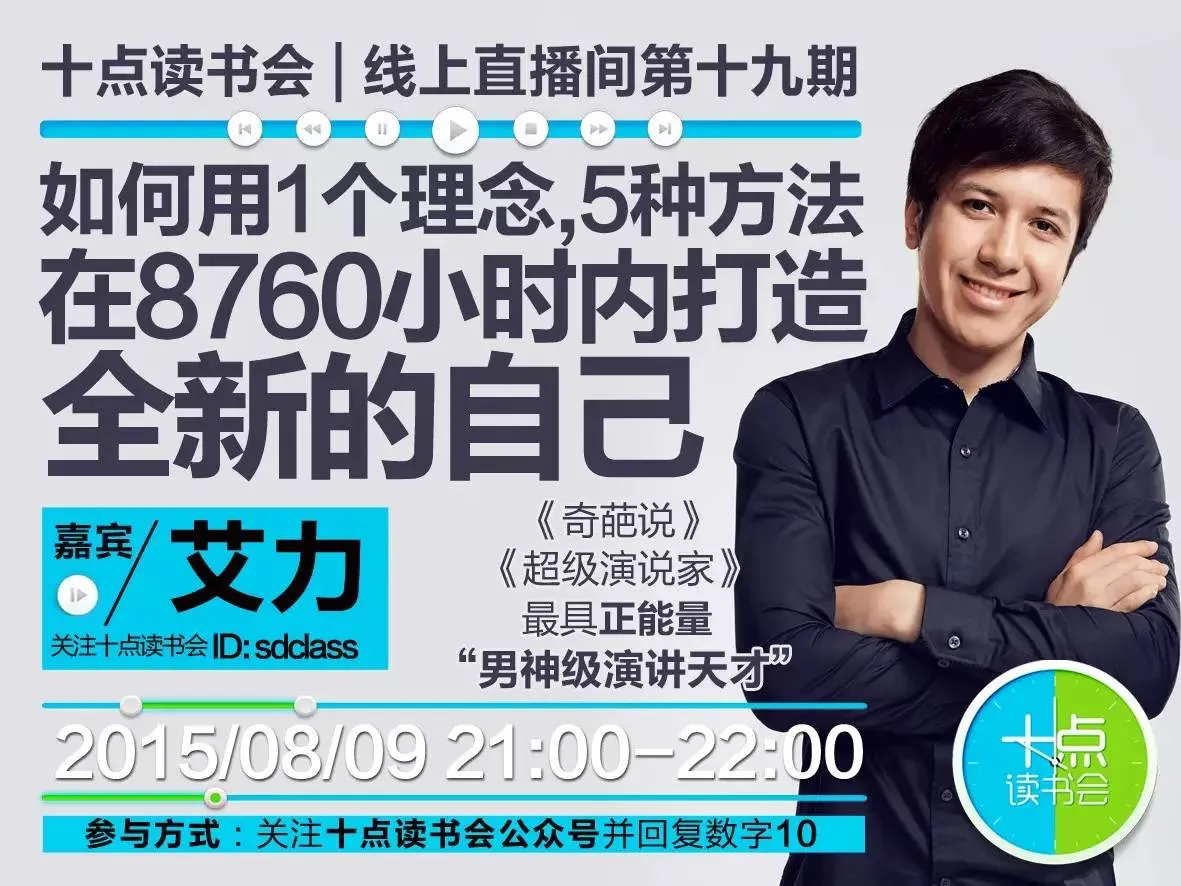 十点读书会|线上直播间第十九期
如何用1个理念,5种方法
在8760小时内打造
全新的自己
嘉宾/艾力
关注十点读书会ID:sdclass
《奇葩说》
《超级演说家》
最具正能量
“男神级演讲天才”
2015/08/09 21:00-22:00
参与方式:关注十点读书会公众号并回复数字10
十点
读书会